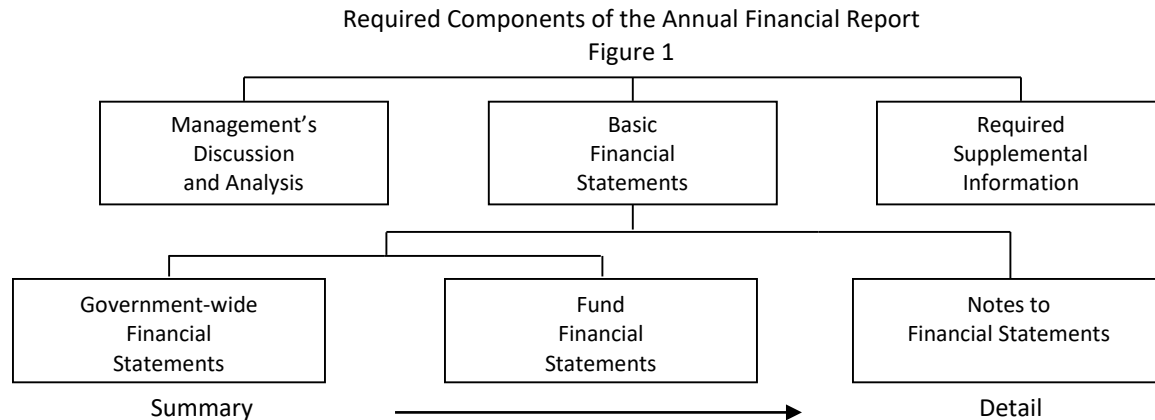 Required Components of the Annual Financial Report
Figure 1
Management’s
Discussion
and Analysis
Basic
Financial
Statements
Required
Supplemental
Information
Government-wide
Financial
Statements
Fund
Financial
Statements
Notes to
Financial Statements
Summary
Detail